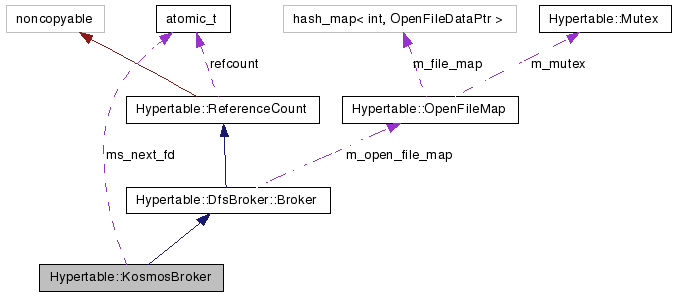 noncopyable
atomic_t
hash_map< int, OpenFileDataPtr >
Hypertable::Mutex
refcount
m_file_map
m_mutex
Hypertable::ReferenceCount
Hypertable::OpenFileMap
ms_next_fd
m_open_file_map
Hypertable::DfsBroker::Broker
Hypertable::KosmosBroker